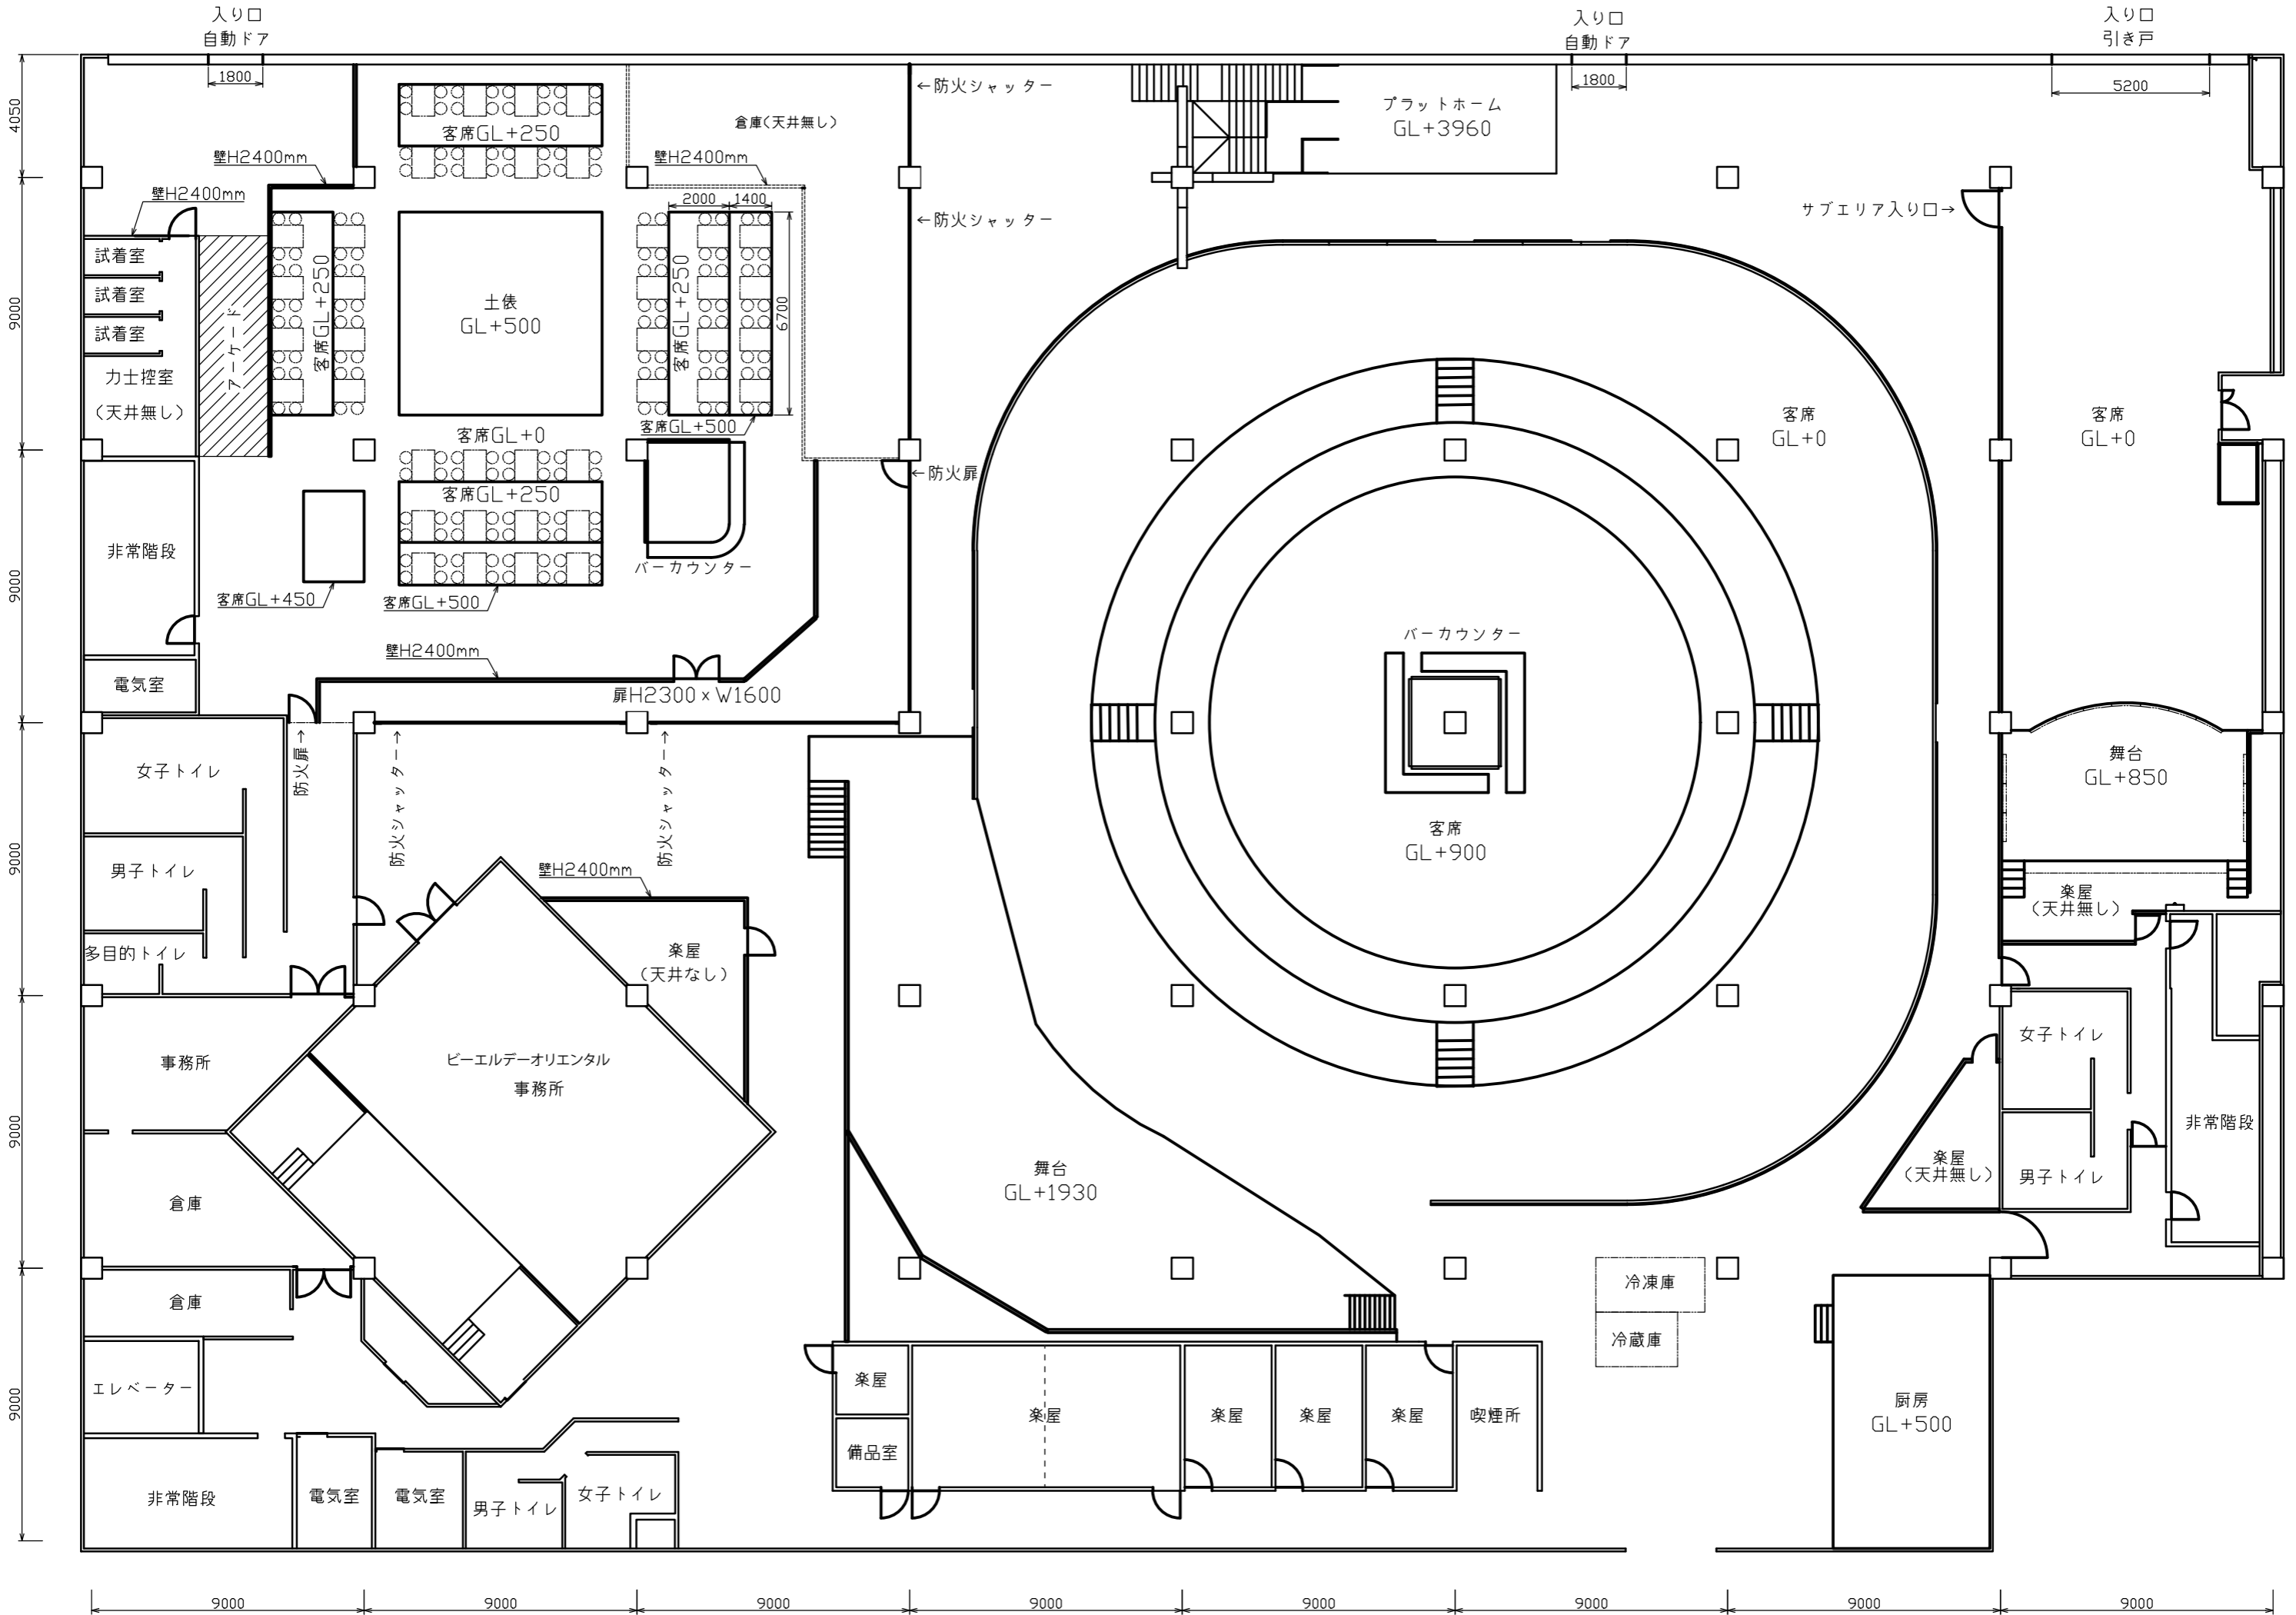 入り口
自動ドア
1800
入り口
自動ドア
1800
入り口
引き戸
5200
4050
9000
9000
9000
9000
9000
客席GL+250
倉庫(天井無し)
←防火シャッター
プラットホーム
GL+3960
壁H2400mm
壁H2400mm
壁H2400mm
2000
1400
6700
←防火シャッター
サブエリア入り口→
試着室
試着室
試着室
力士控室
(天井無し)
アーケード
客席GL+250
土俵
GL+500
客席GL+250
客席GL+500
客席GL+0
客席GL+250
←防火扉
客席
GL+0
客席
GL+0
非常階段
バーカウンター
客席GL+450
客席GL+500
壁H2400mm
扉H2300×W1600
バーカウンター
電気室
女子トイレ
防火扉→
防火シャッター→
防火シャッター→
舞台
GL+850
客席
GL+900
男子トイレ
壁H2400mm
楽屋
(天井無し)
多目的トイレ
楽屋
(天井なし)
事務所
ビーエルデーオリエンタル
事務所
女子トイレ
非常階段
楽屋
(天井無し)
男子トイレ
舞台
GL+1930
倉庫
倉庫
冷凍庫
冷蔵庫
エレベーター
楽屋
備品室
楽屋
楽屋
楽屋
楽屋
喫煙所
厨房
GL+500
非常階段
電気室
電気室
男子トイレ
女子トイレ
9000
9000
9000
9000
9000
9000
9000
9000